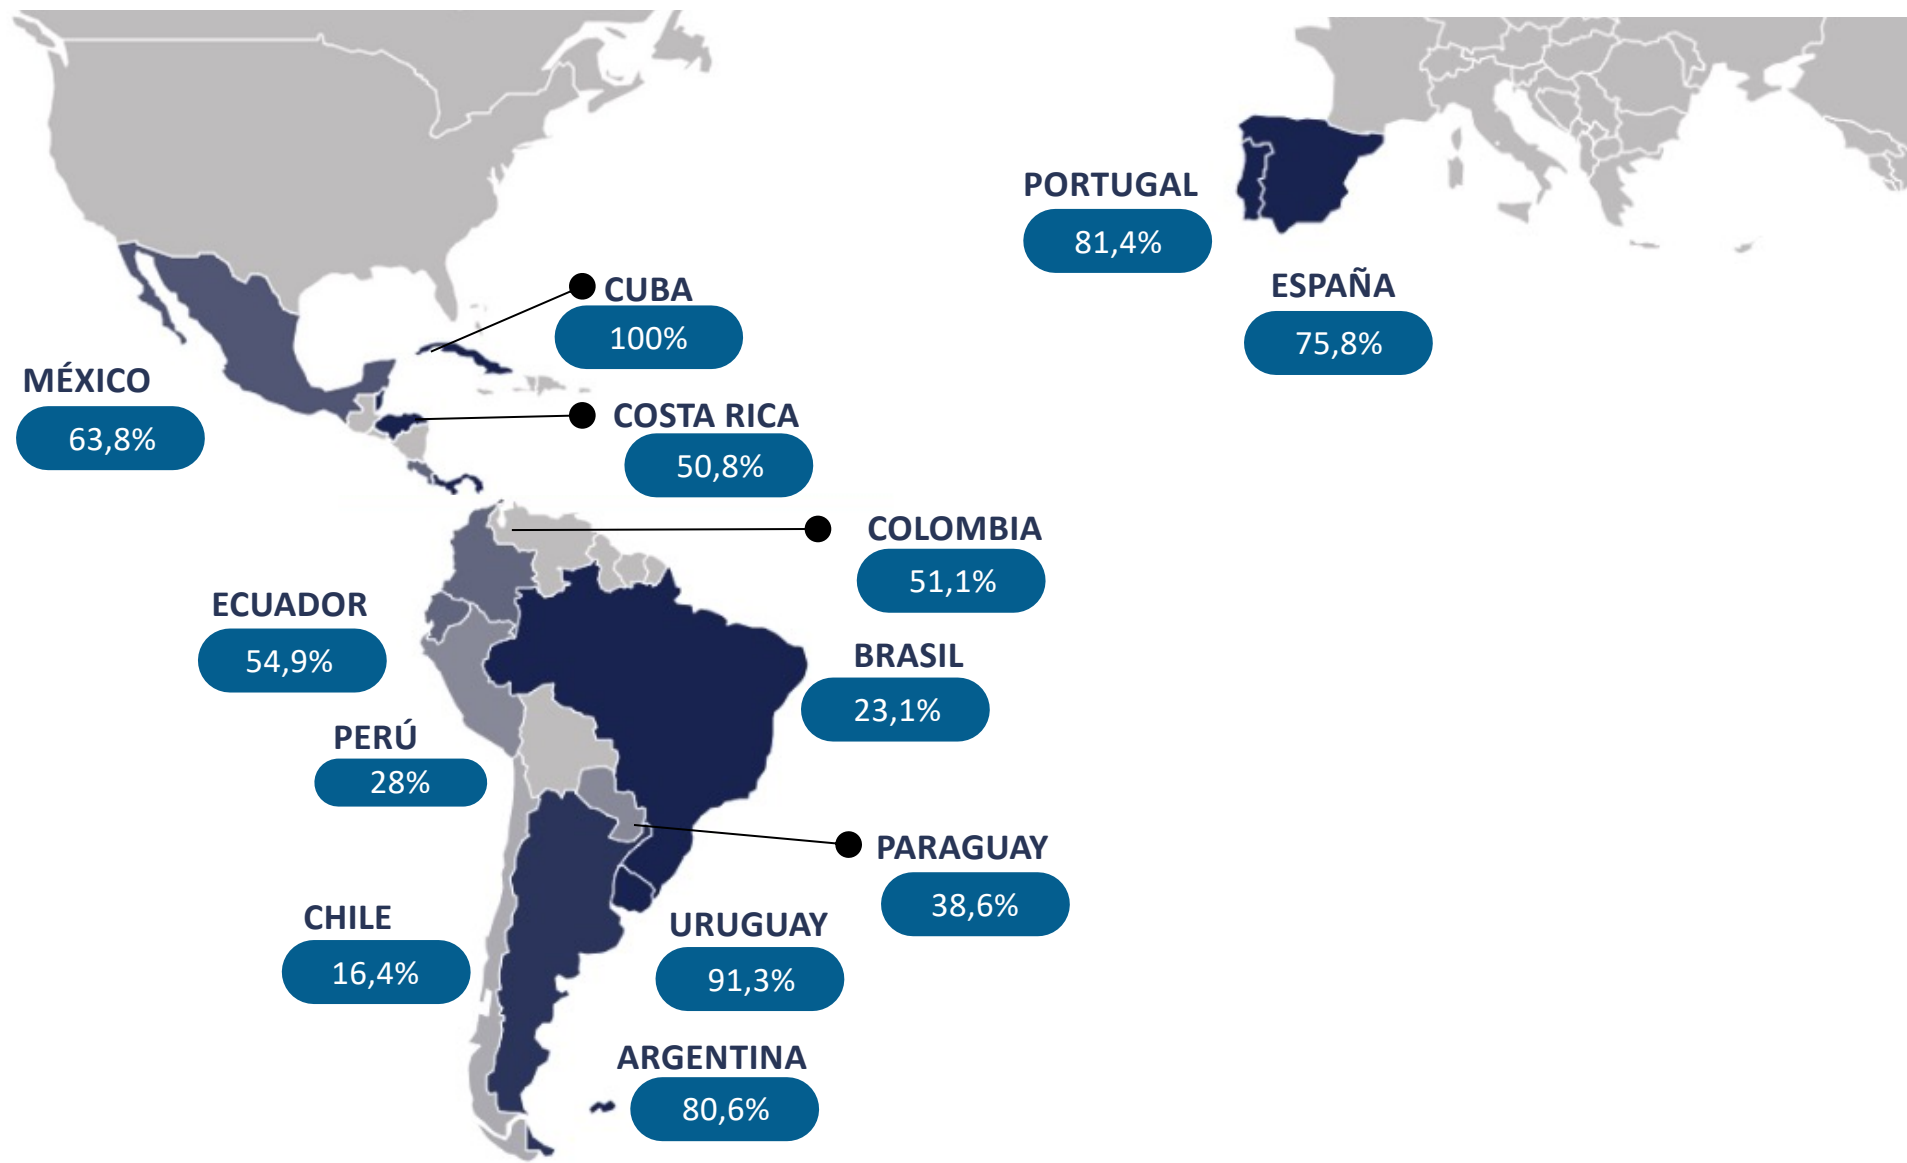 PORTUGAL
81,4%
ESPAÑA
75,8%
CUBA
100%
MÉXICO
63,8%
COSTA RICA
50,8%
COLOMBIA
51,1%
ECUADOR
54,9%
BRASIL
23,1%
PERÚ
28%
PARAGUAY
38,6%
CHILE
16,4%
URUGUAY
91,3%
ARGENTINA
80,6%